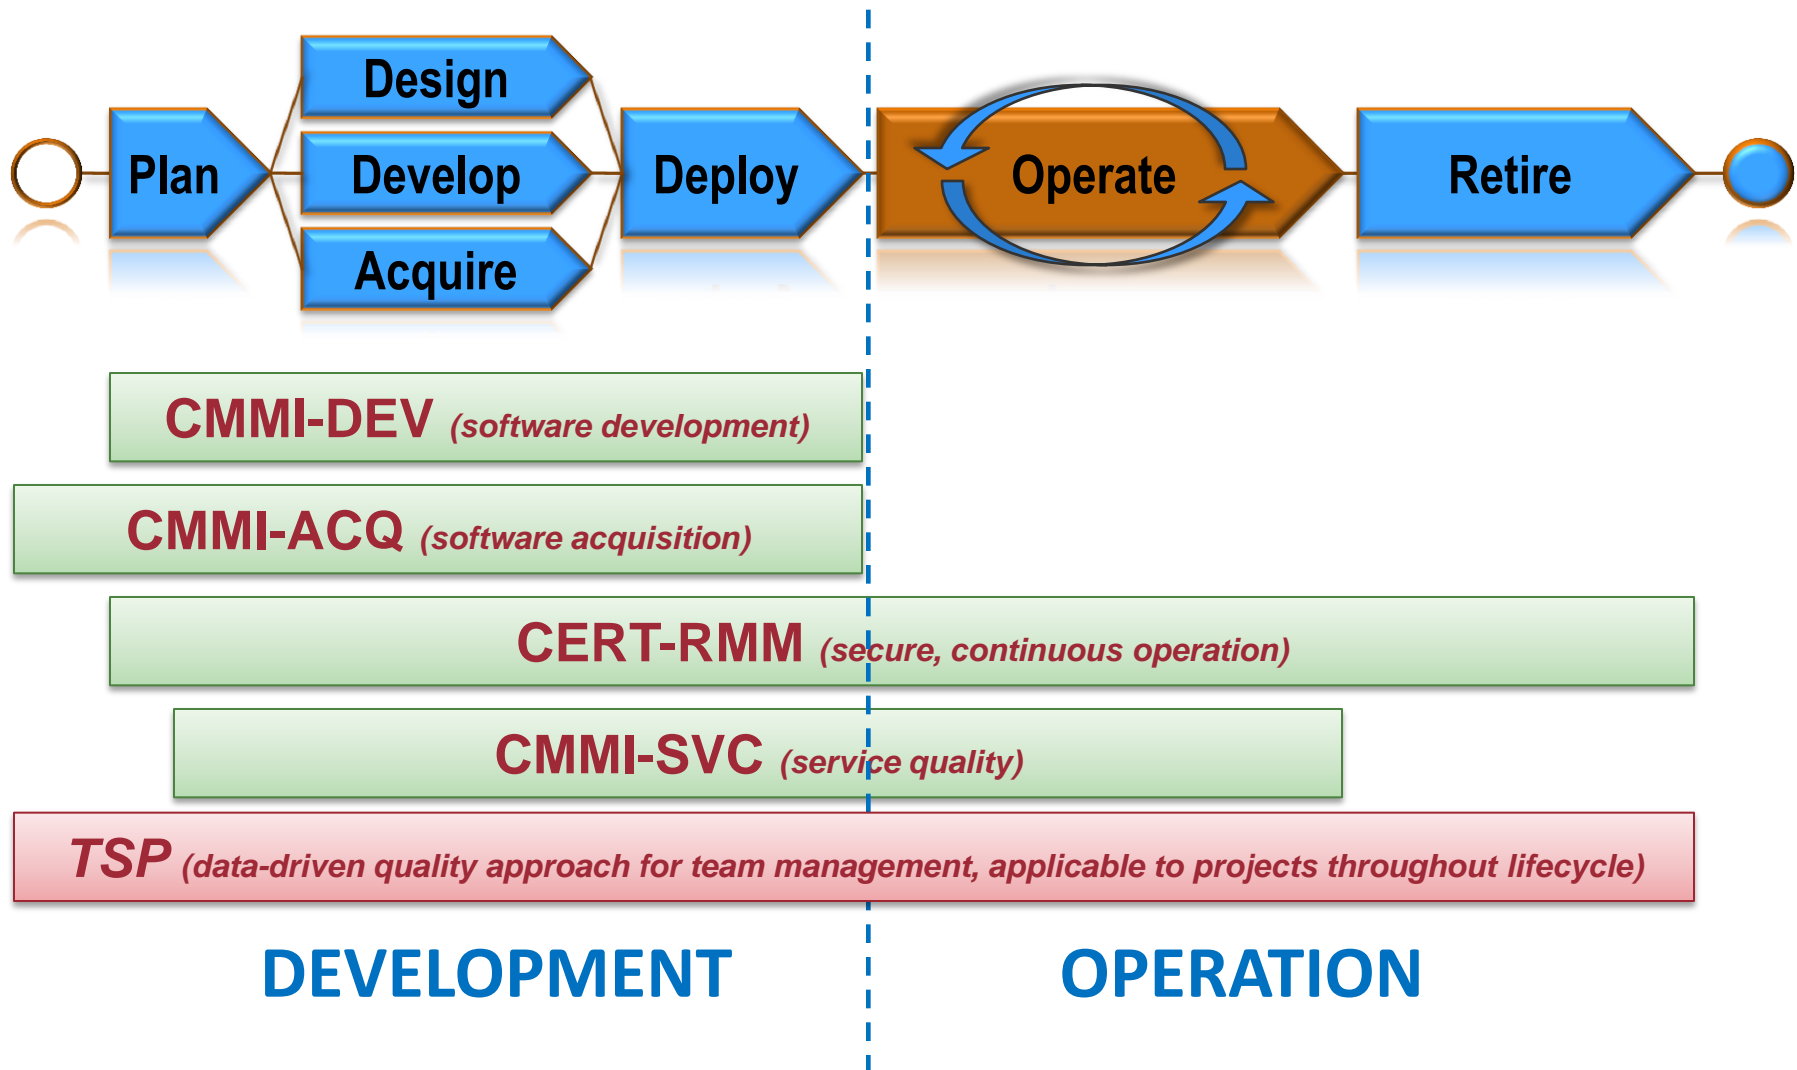 Design
Plan
Develop
Deploy
Operate
Retire
Acquire
CMMI-DEV (software development)
CMMI-ACQ (software acquisition)
CERT-RMM (secure, continuous operation)
CMMI-SVC (service quality)
TSP (data-driven quality approach for team management, applicable to projects throughout lifecycle)
DEVELOPMENT
OPERATION